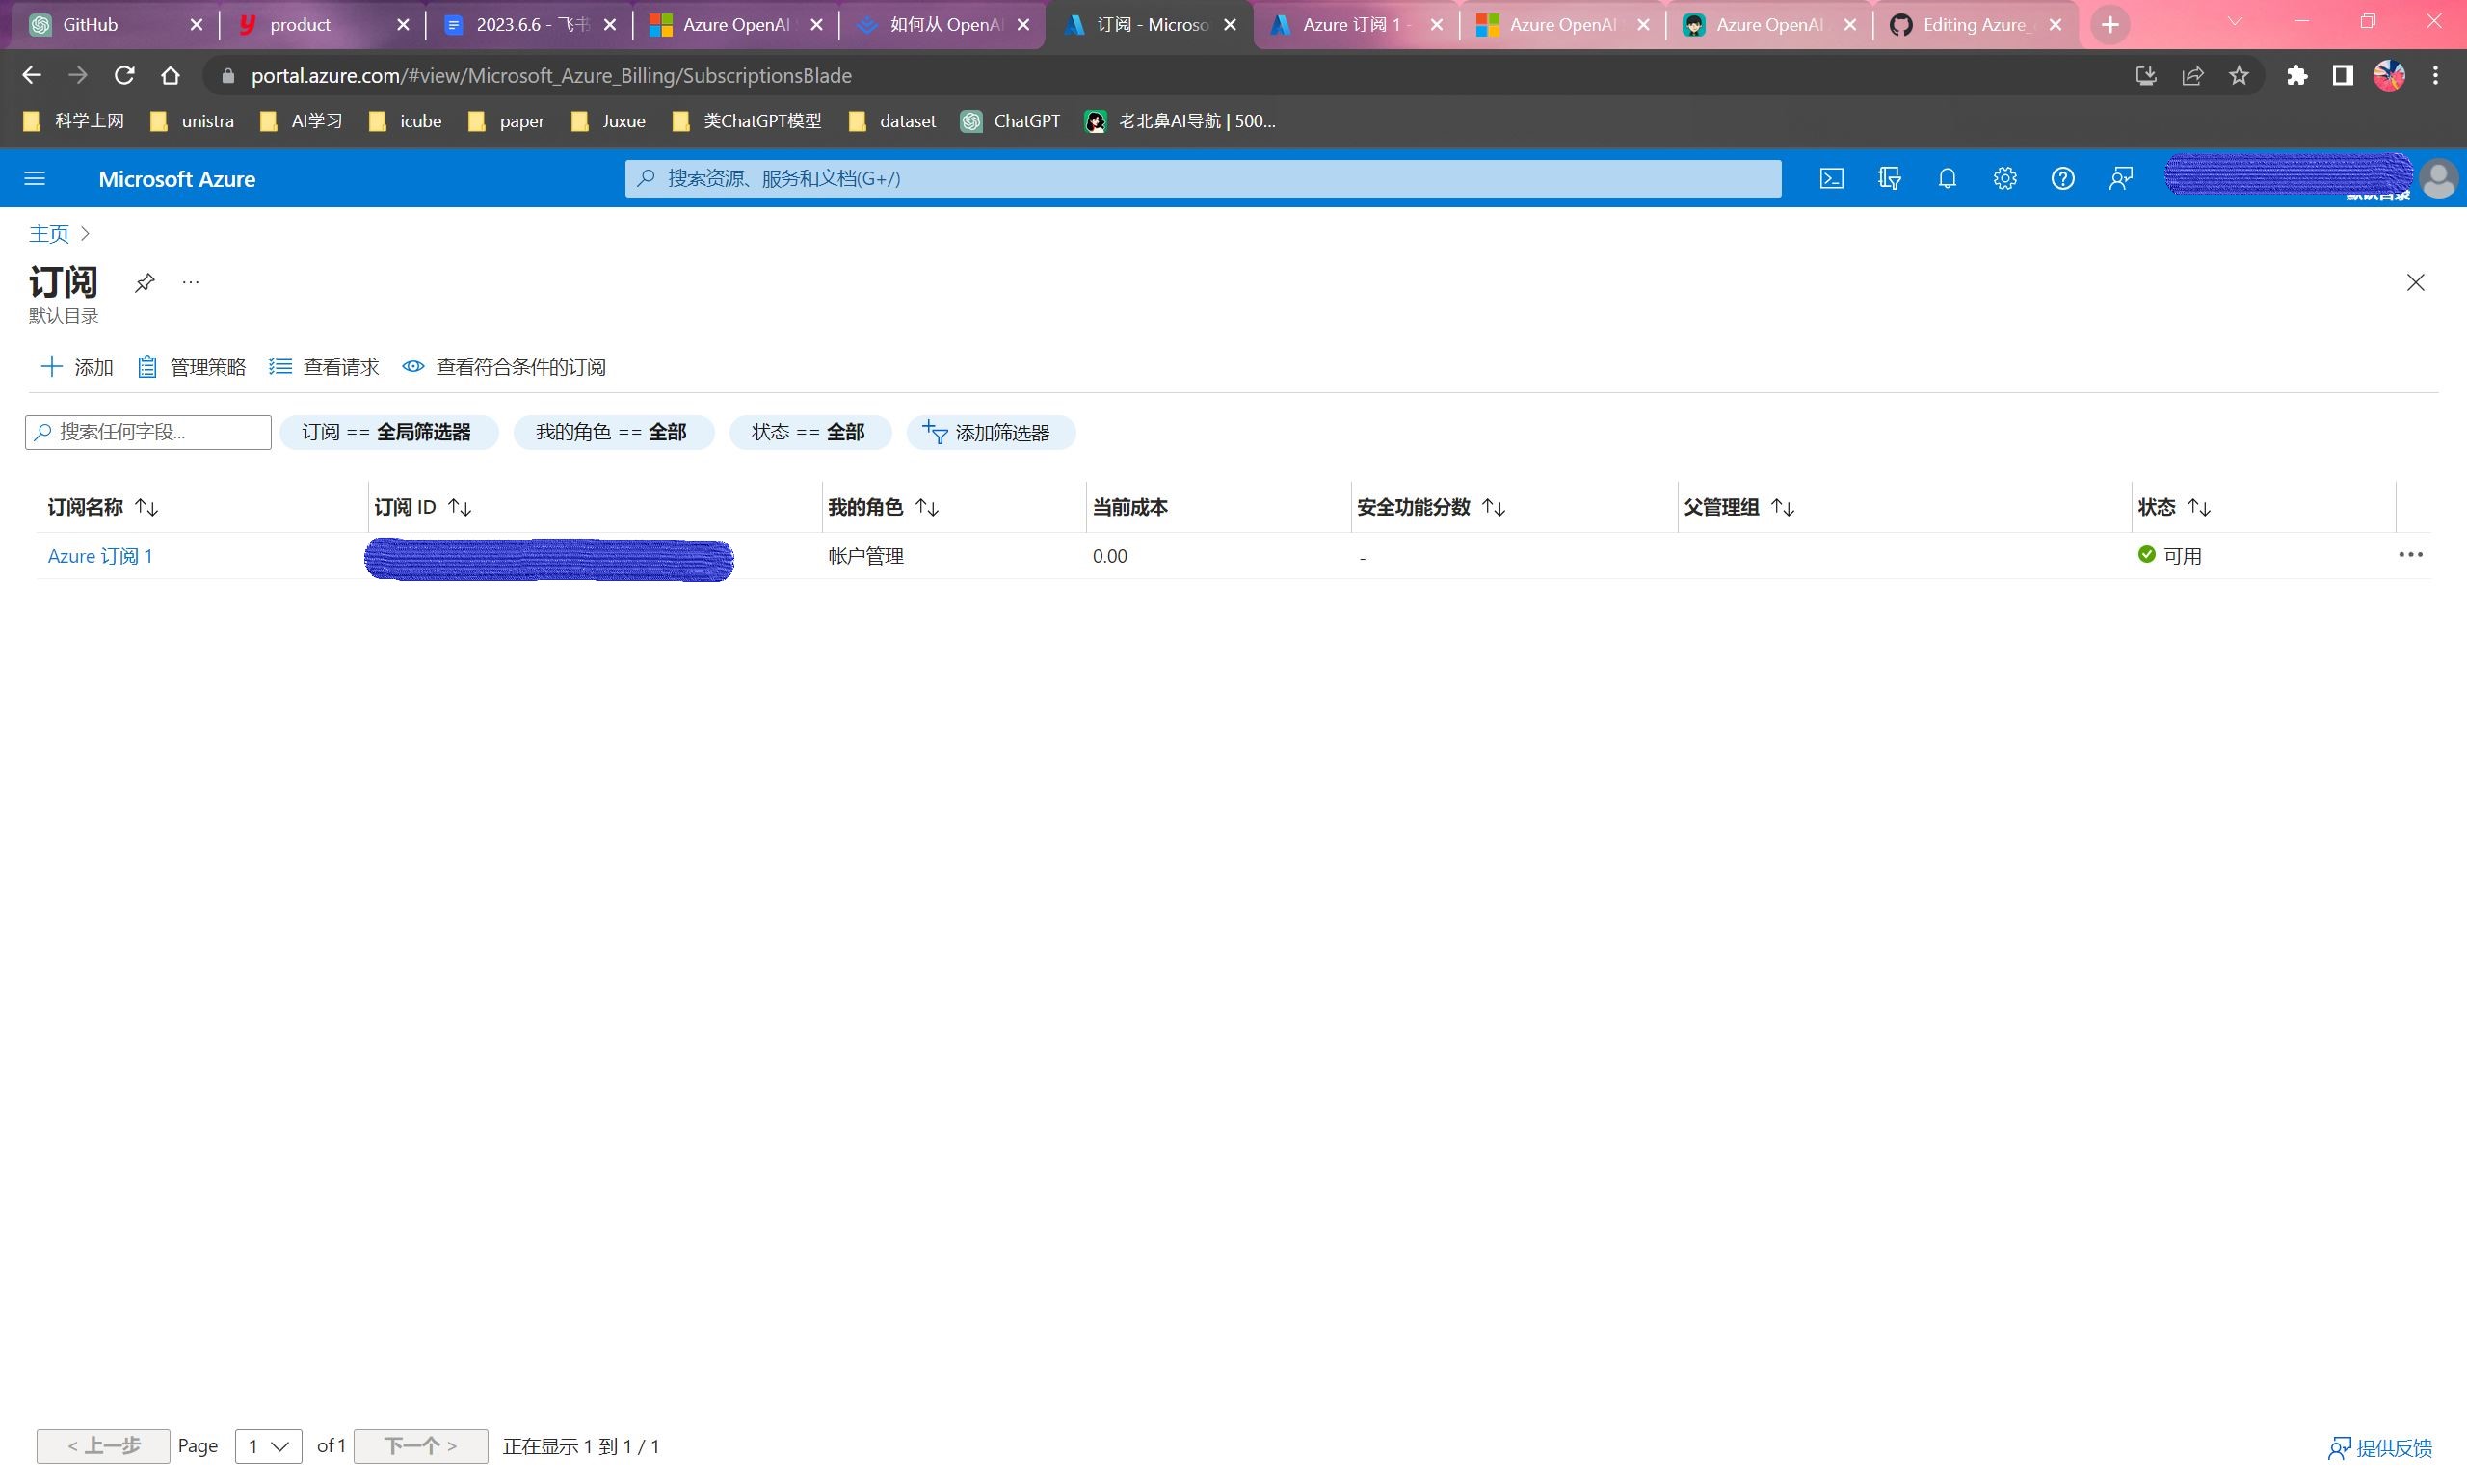 GitHub
product
2023.6.6 - 飞书
Azure OpenAI
如何从 OpenAI
订阅 - Microso
Azure 订阅 1 -
Azure OpenAI
Azure OpenAI
Editing Azure_
portal.azure.com/#view/Microsoft_Azure_Billing/SubscriptionsBlade
科学上网
unistra
AI学习
icube
paper
Juxue
类ChatGPT模型
dataset
ChatGPT
老北鼻AI导航 | 500...
Microsoft Azure
搜索资源、服务和文档(G+/)
主页 >
订阅 ...
默认目录
添加
管理策略
查看请求
查看符合条件的订阅
搜索任何字段...
订阅 == 全局筛选器
我的角色 == 全部
状态 == 全部
添加筛选器
订阅名称 ↑↓ 订阅 ID ↑↓ 我的角色 ↑↓ 当前成本 安全功能分数 ↑↓ 父管理组 ↑↓ 状态 ↑↓
Azure 订阅 1 帐户管理 0.00 - 可用 ...
< 上一步 Page 1 of 1 下一个 > 正在显示 1 到 1 / 1
提供反馈